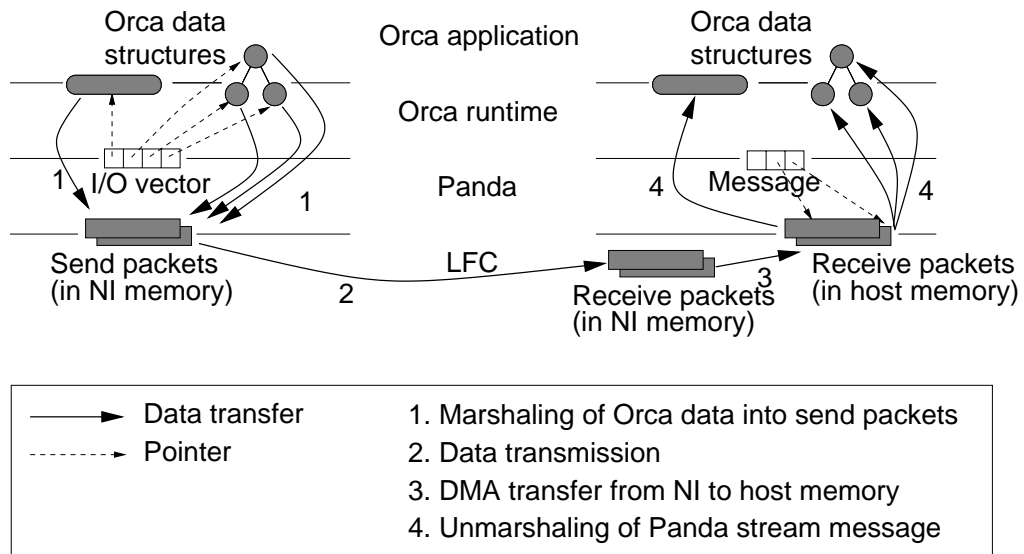 Orca data
structures
Orca application
Orca data
structures
Orca runtime
1
I/O vector
1
Panda
4
Message
4
Send packets
(in NI memory)
2
LFC
Receive packets
(in NI memory)
3
Receive packets
(in host memory)
Data transfer
Pointer
1. Marshaling of Orca data into send packets
2. Data transmission
3. DMA transfer from NI to host memory
4. Unmarshaling of Panda stream message